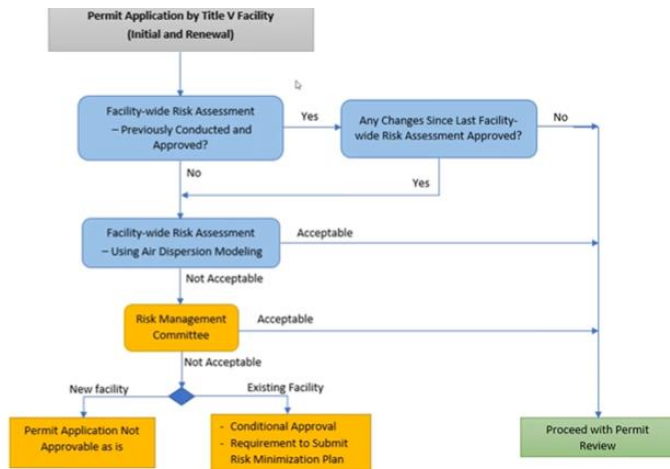 Permit Application by Title V Facility
(Initial and Renewal)
Facility-wide Risk Assessment
– Previously Conducted and
Approved?
Yes
Any Changes Since Last Facility-
wide Risk Assessment Approved?
No
No
Yes
Facility-wide Risk Assessment
– Using Air Dispersion Modeling
Acceptable
Not Acceptable
Risk Management
Committee
Acceptable
Not Acceptable
New facility
Existing Facility
Permit Application Not
Approvable as is
- Conditional Approval
- Requirement to Submit
Risk Minimization Plan
Proceed with Permit
Review